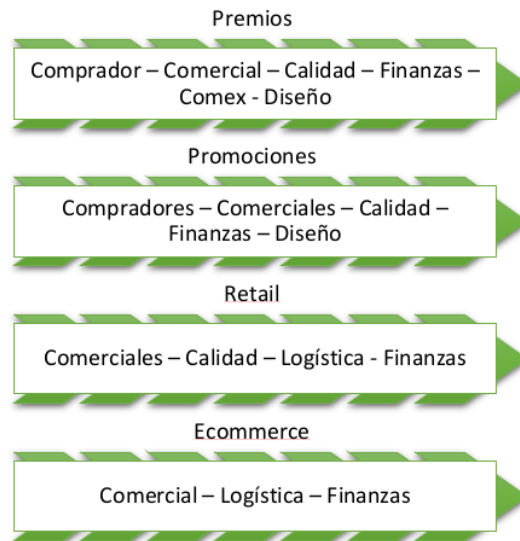 Premios
Comprador – Comercial – Calidad – Finanzas –
Comex - Diseño
Promociones
Compradores – Comerciales – Calidad –
Finanzas – Diseño
Retail
Comerciales – Calidad – Logística - Finanzas
Ecommerce
Comercial – Logística – Finanzas